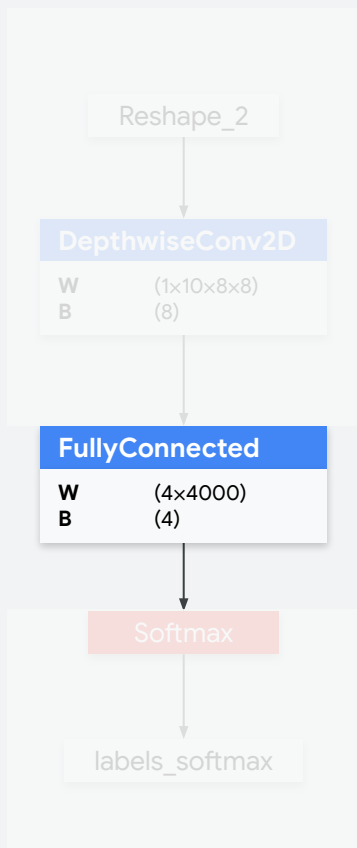 Reshape_2
DepthwiseConv2D
W (1×10×8×8)
B (8)
FullyConnected
W (4×4000)
B (4)
Softmax
labels_softmax